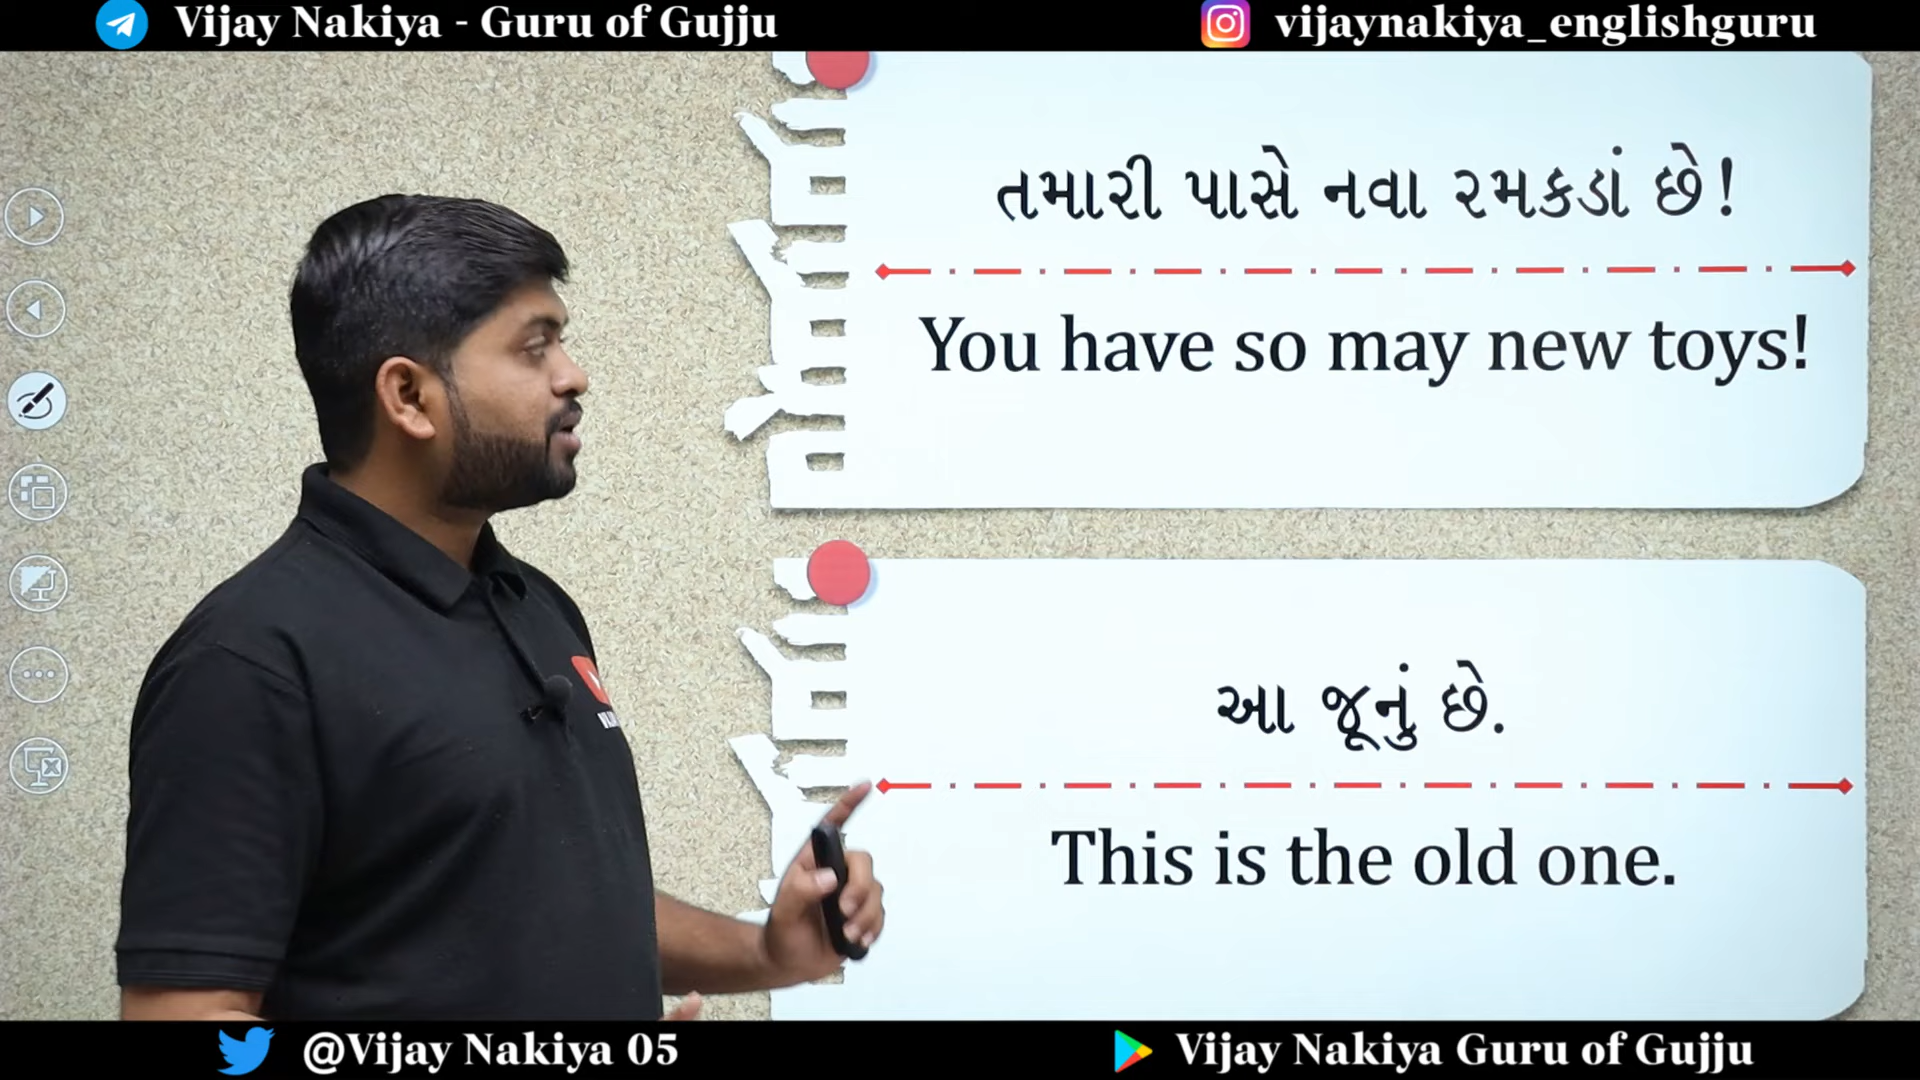 Vijay Nakiya - Guru of Gujju
vijaynakiya_englishguru
તમારી પાસે નવા રમકડાં છે!
You have so may new toys!
આ જૂનું છે.
This is the old one.
@Vijay Nakiya 05
Vijay Nakiya Guru of Gujju